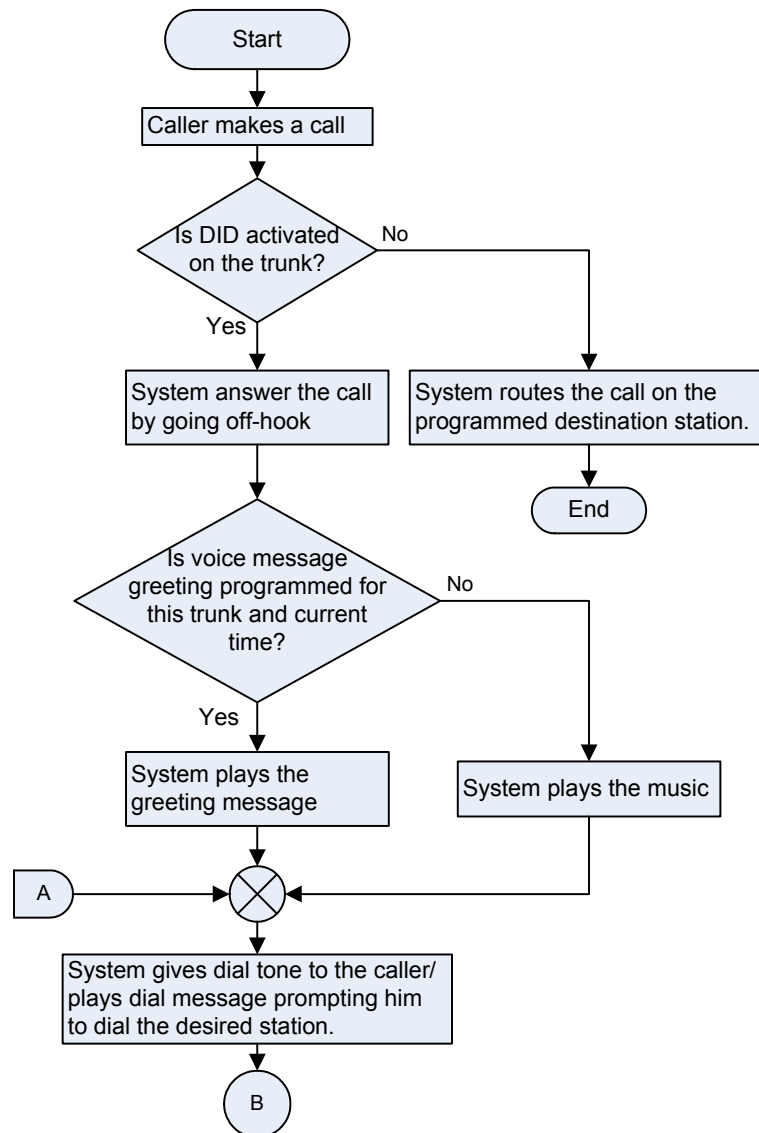 Start
Caller makes a call
Is DID activated
on the trunk?
No
Yes
System answer the call
by going off-hook
System routes the call on the
programmed destination station.
End
Is voice message
greeting programmed for
this trunk and current
time?
No
Yes
System plays the
greeting message
System plays the music
A
System gives dial tone to the caller/
plays dial message prompting him
to dial the desired station.
B